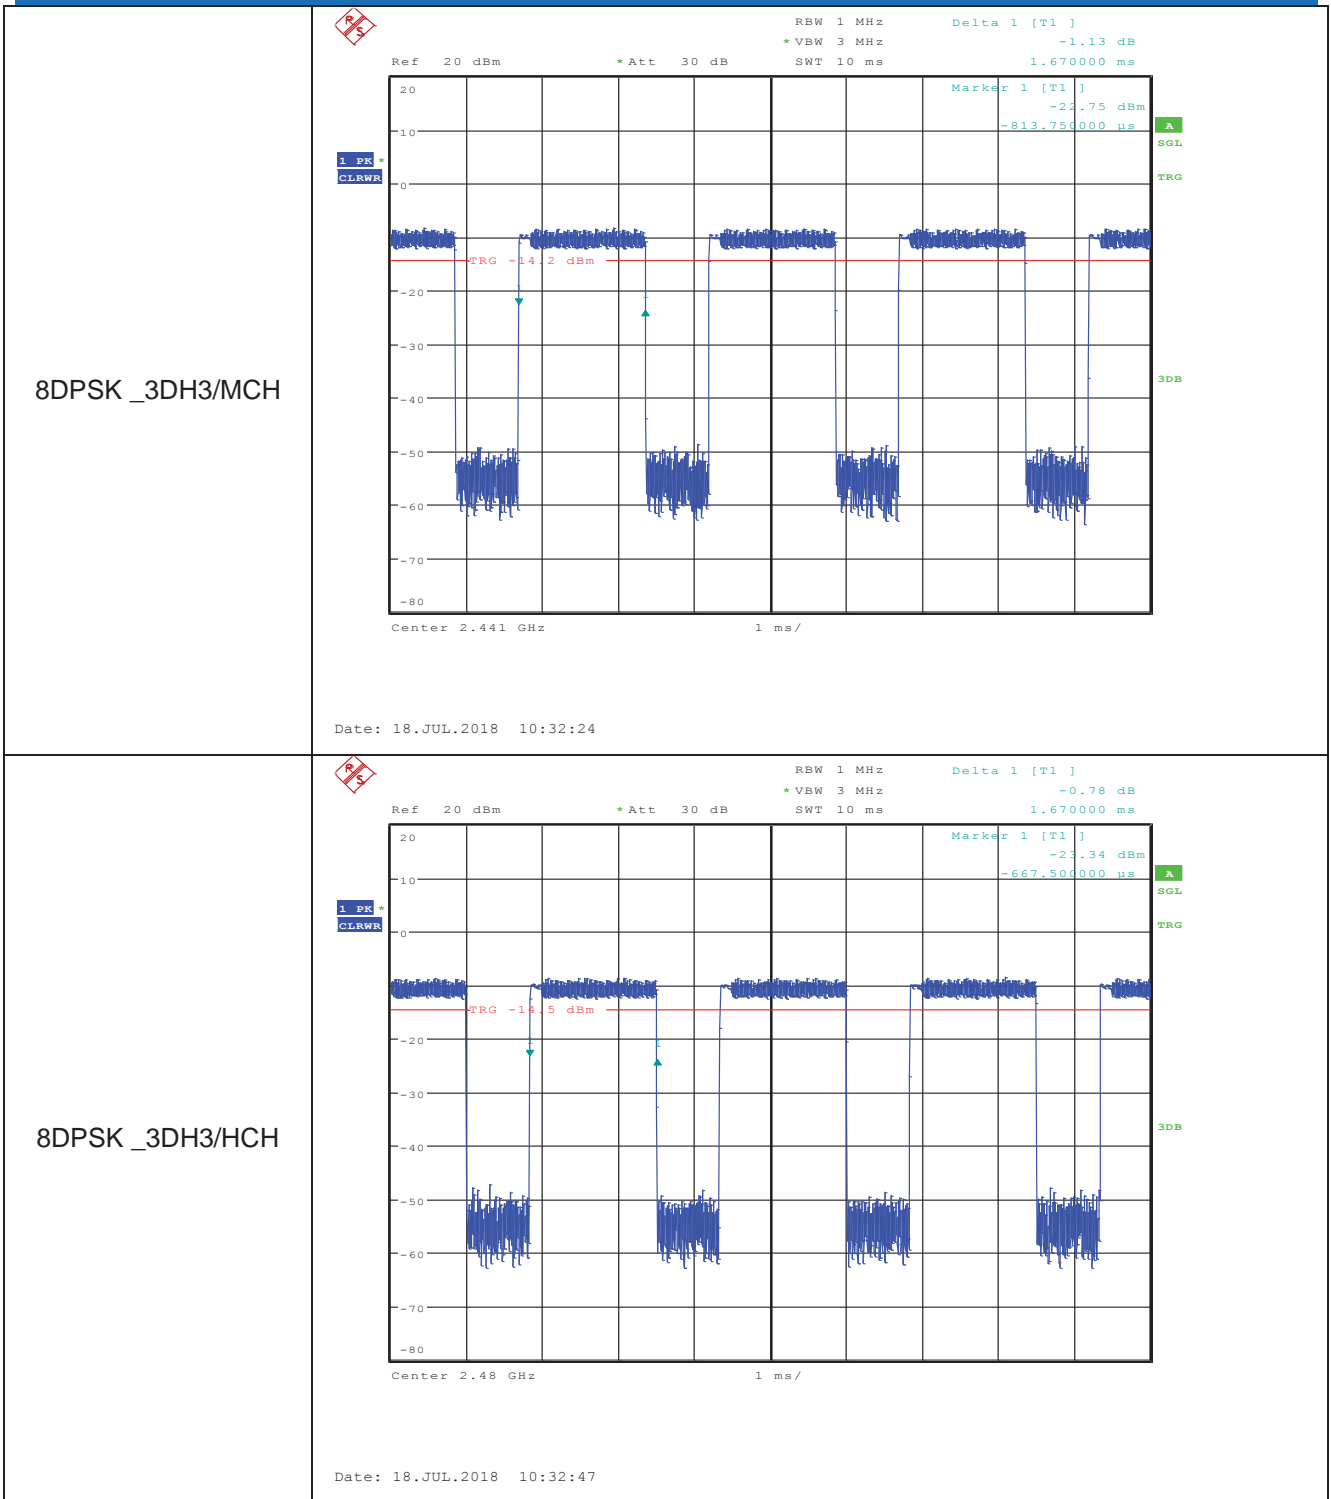 8DPSK _3DH3/MCH
R S
RBW 1 MHz Delta 1 [T1 ]
* VBW 3 MHz -1.13 dB
Ref 20 dBm * Att 30 dB SWT 10 ms 1.670000 ms
20 Marker 1 [T1 ]
-22.75 dBm
10 -813.750000 µs A
SGL
1 PK *
CLRWR 0 TRG
TRG -14.2 dBm
1
-20 1
-30
3DB
-40
-50
-60
-70
-80
Center 2.441 GHz 1 ms/
Date: 18.JUL.2018 10:32:24
8DPSK _3DH3/HCH
R S
RBW 1 MHz Delta 1 [T1 ]
* VBW 3 MHz -0.78 dB
Ref 20 dBm * Att 30 dB SWT 10 ms 1.670000 ms
20 Marker 1 [T1 ]
-23.34 dBm
10 -667.500000 µs A
SGL
1 PK *
CLRWR 0 TRG
TRG -14.5 dBm
1
-20 1
-30
3DB
-40
-50
-60
-70
-80
Center 2.48 GHz 1 ms/
Date: 18.JUL.2018 10:32:47